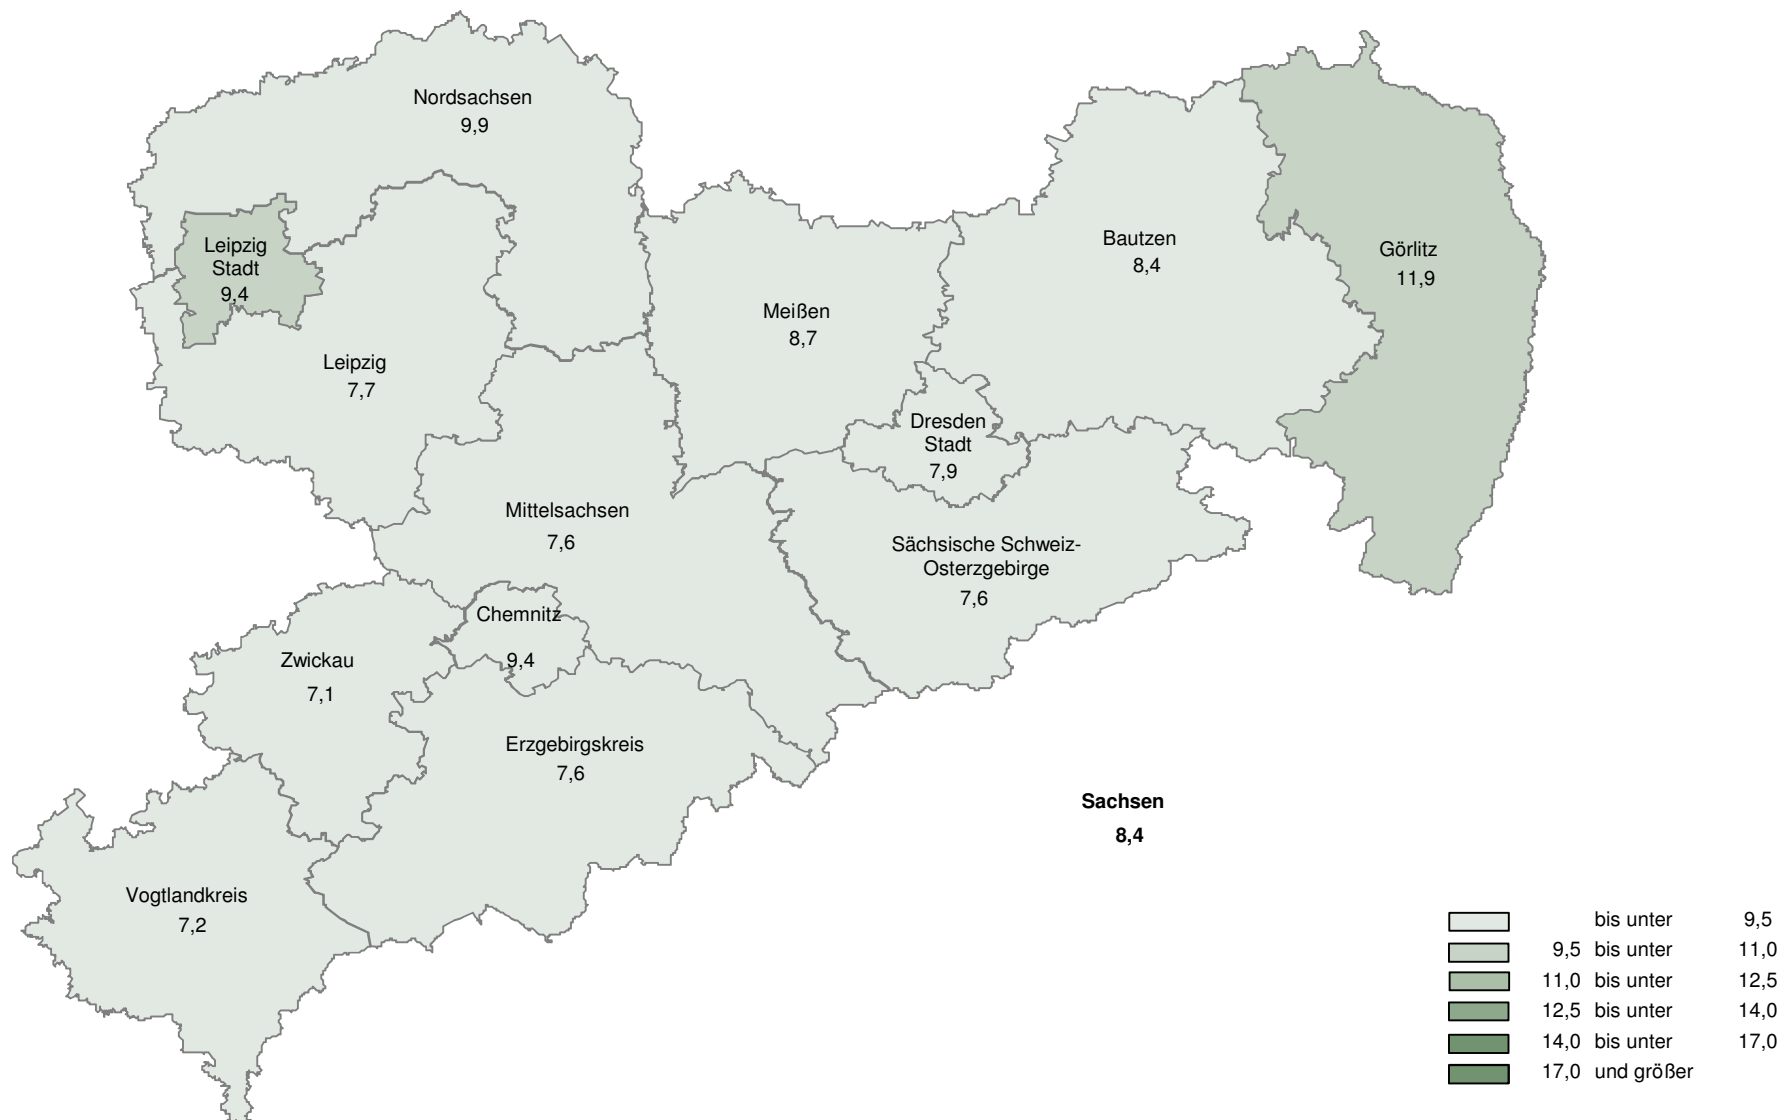 Nordsachsen
9,9
Leipzig
Stadt
9,4
Leipzig
7,7
Meißen
8,7
Bautzen
8,4
Görlitz
11,9
Dresden
Stadt
7,9
Mittelsachsen
7,6
Sächsische Schweiz-
Osterzgebirge
7,6
Chemnitz
9,4
Zwickau
7,1
Erzgebirgskreis
7,6
Vogtlandkreis
7,2
Sachsen
8,4
bis unter 9,5
9,5 bis unter 11,0
11,0 bis unter 12,5
12,5 bis unter 14,0
14,0 bis unter 17,0
17,0 und größer